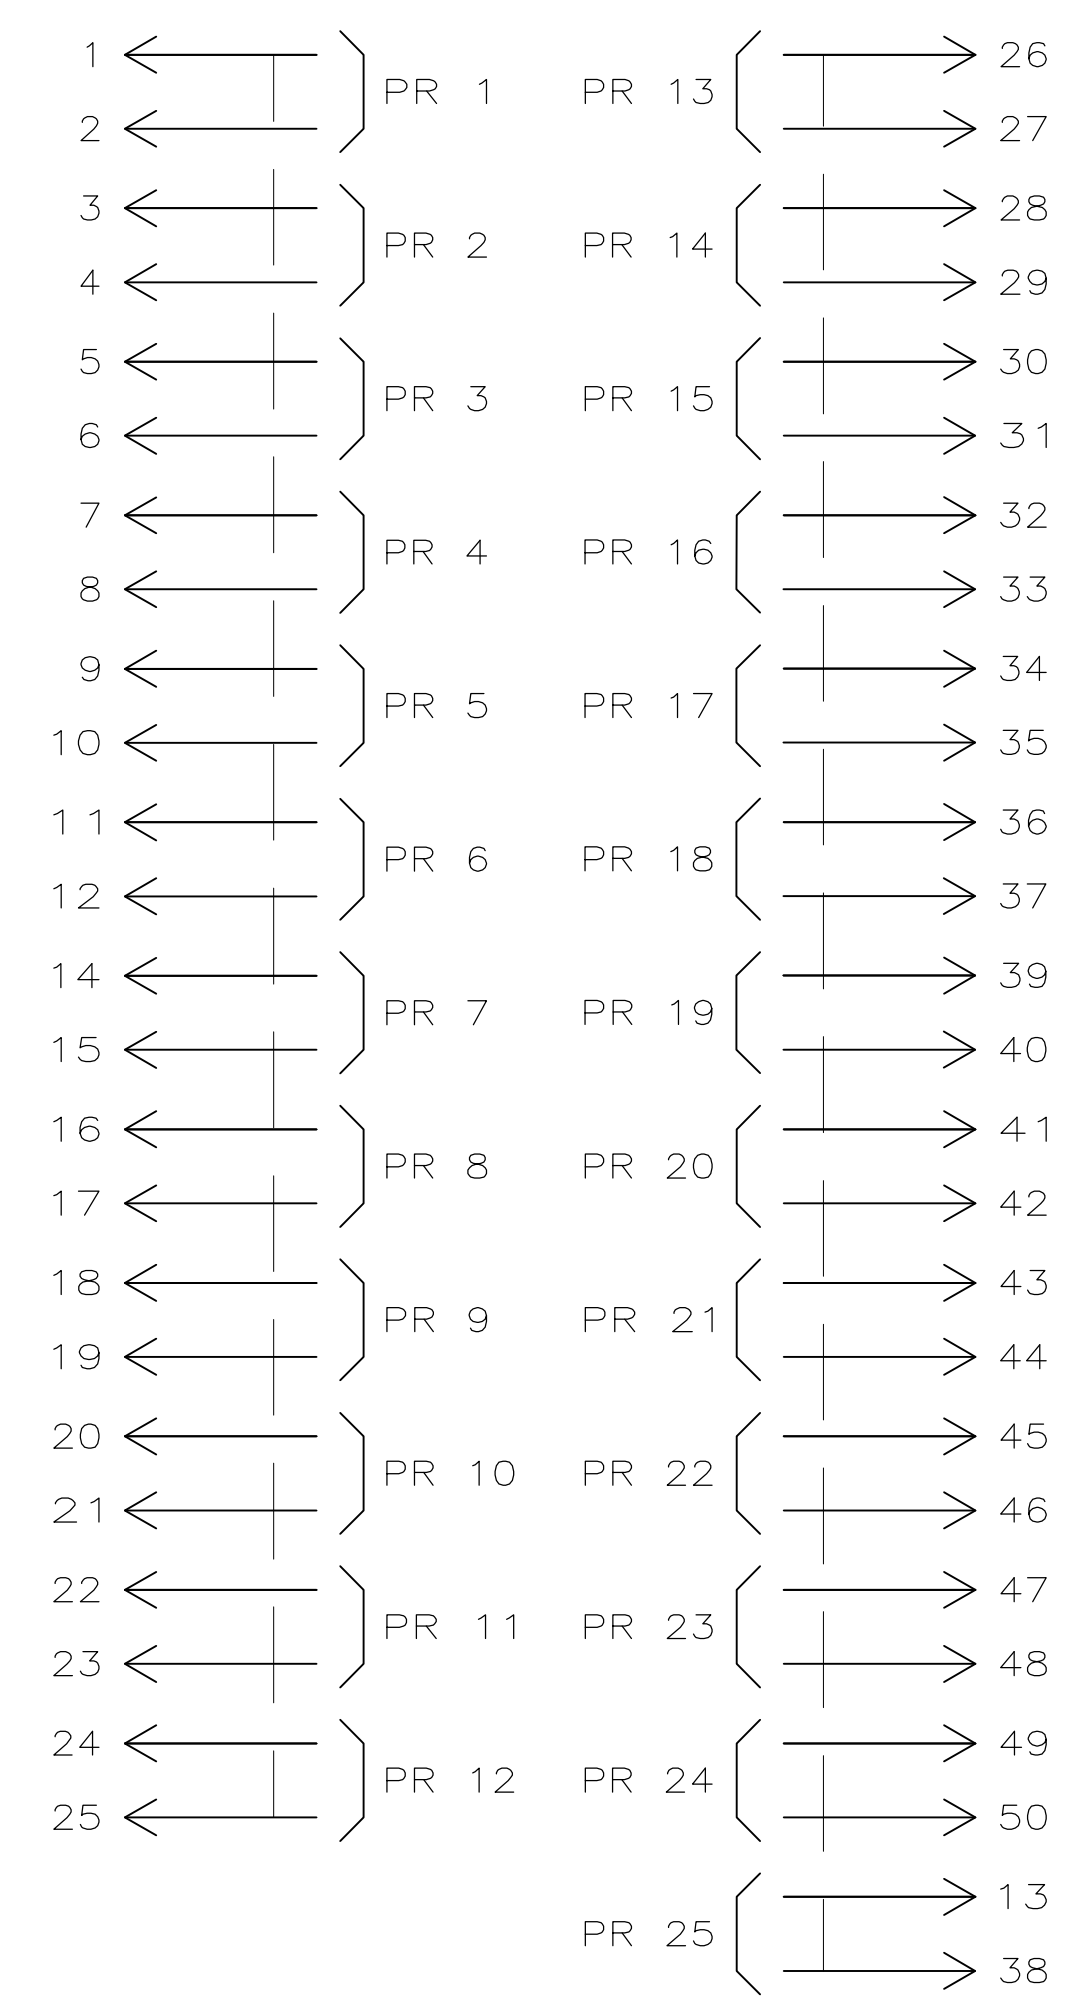 1 26
PR 1 PR 13
2 27
3 28
PR 2 PR 14
4 29
5 30
PR 3 PR 15
6 31
7 32
PR 4 PR 16
8 33
9 34
PR 5 PR 17
10 35
11 36
PR 6 PR 18
12 37
14 39
PR 7 PR 19
15 40
16 41
PR 8 PR 20
17 42
18 43
PR 9 PR 21
19 44
20 45
PR 10 PR 22
21 46
22 47
PR 11 PR 23
23 48
24 49
PR 12 PR 24
25 50
13
PR 25
38